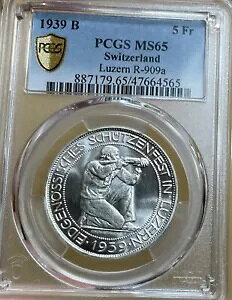 1939 B
5 Fr
PCGS
PCGS MS65
Switzerland
Luzern R-909a
887179.65/47664565
EIDGENÖSSISCHES SCHÜTZENFEST IN LUZERN
·1939·